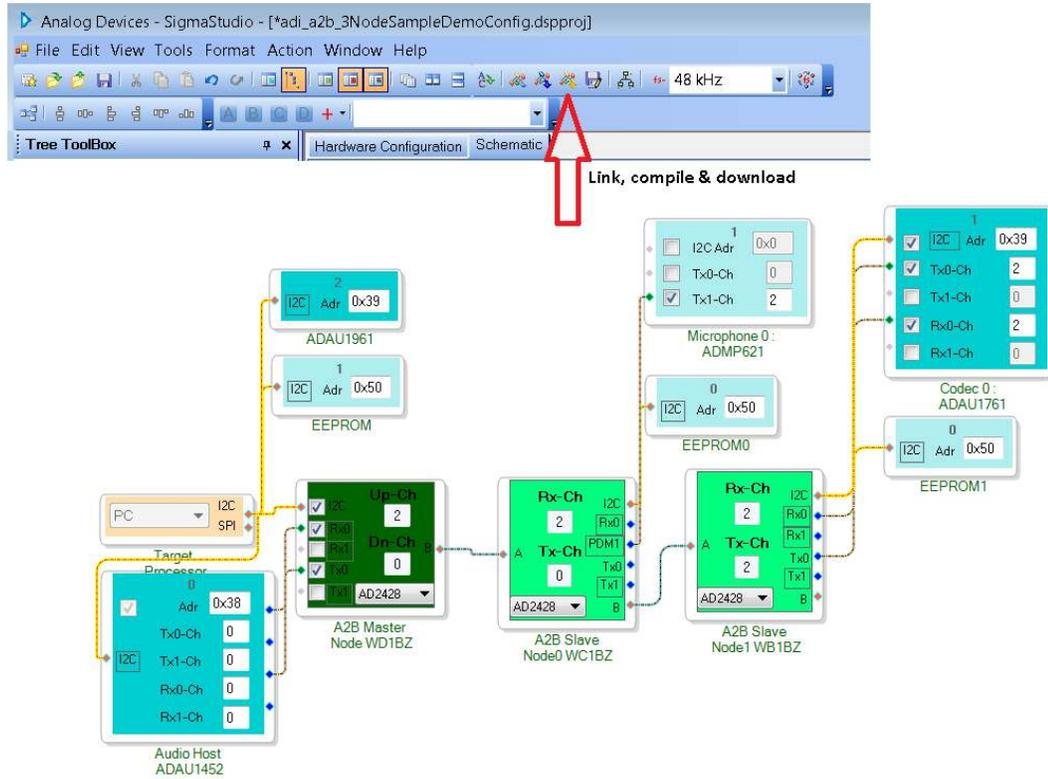 Analog Devices - SigmaStudio - [*adi_a2b_3NodeSampleDemoConfig.dspproj]
File Edit View Tools Format Action Window Help
fs- 48 kHz
A B C D +
Tree ToolBox
Hardware Configuration Schematic
Link, compile & download
2
I2C Adr 0x39
ADAU1961
1
I2C Adr 0x50
EEPROM
1
I2C Adr 0x0
Tx0-Ch 0
Tx1-Ch 2
Microphone 0 :
ADMP621
0
I2C Adr 0x50
EEPROM0
1
I2C Adr 0x39
Tx0-Ch 2
Tx1-Ch 0
Rx0-Ch 2
Rx1-Ch 0
Codec 0 :
ADAU1761
0
I2C Adr 0x50
EEPROM1
PC
I2C
SPI
Target
Processor
0
Adr 0x38
Tx0-Ch 0
I2C Tx1-Ch 0
Rx0-Ch 0
Rx1-Ch 0
Audio Host
ADAU1452
Up-Ch
I2C 2
Rx0
Dn-Ch
Rx1 0 B
Tx0
Tx1 AD2428
A2B Master
Node WD1BZ
Rx-Ch I2C
2 Rx0
A Tx-Ch PDM1
0 Tx0
Tx1
AD2428 B
A2B Slave
Node0 WC1BZ
Rx-Ch I2C
2 Rx0
Rx1
A Tx-Ch Tx0
2 Tx1
AD2428 B
A2B Slave
Node1 WB1BZ